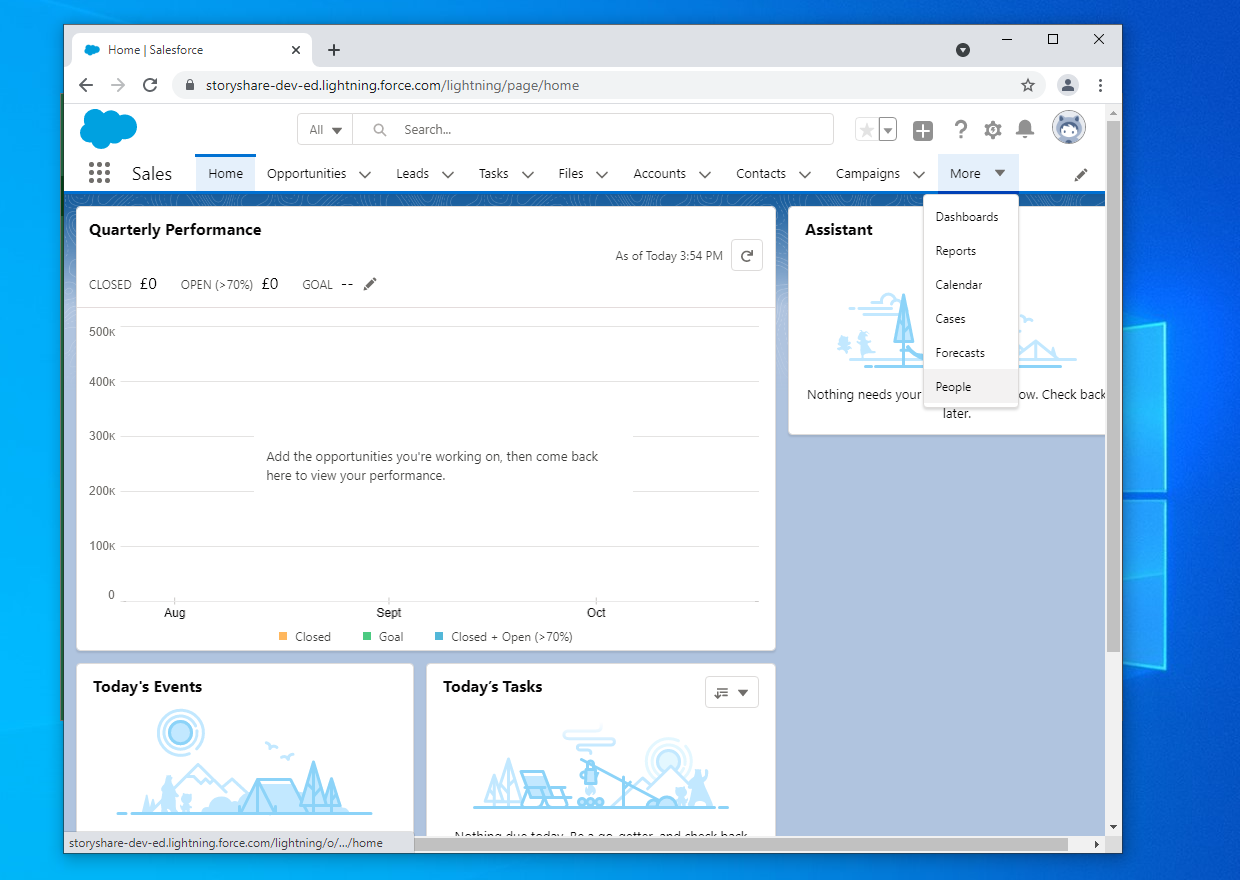 Home | Salesforce
storyshare-dev-ed.lightning.force.com/lightning/page/home
All
Search...
Sales
Home
Opportunities
Leads
Tasks
Files
Accounts
Contacts
Campaigns
More
Dashboards
Reports
Calendar
Cases
Forecasts
People
Quarterly Performance
As of Today 3:54 PM
CLOSED £0 OPEN (>70%) £0 GOAL --
500K
400K
300K
200K
100K
0
Add the opportunities you're working on, then come back
here to view your performance.
Aug Sept Oct
Closed Goal Closed + Open (>70%)
Assistant
Nothing needs your ow. Check back
later.
Today's Events
Today's Tasks
Nothing due today. Be a go-getter, and check back
storyshare-dev-ed.lightning.force.com/lightning/o/.../home